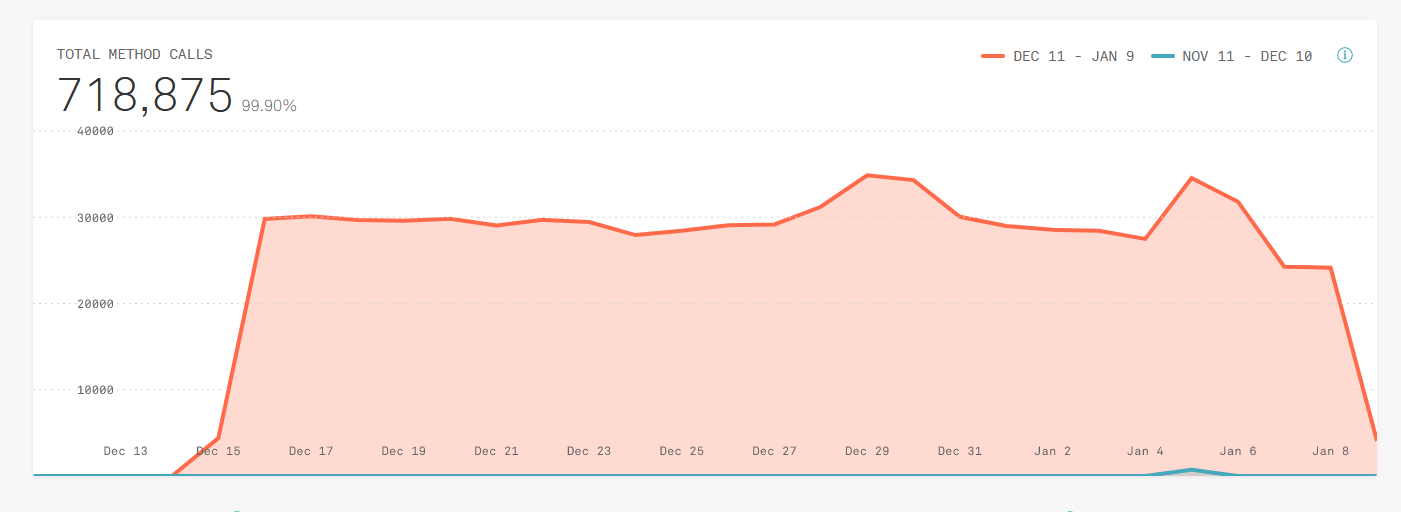 TOTAL METHOD CALLS
DEC 11 - JAN 9 NOV 11 - DEC 10
718,875 99.90%
40000
30000
20000
10000
Dec 13 Dec 15 Dec 17 Dec 19 Dec 21 Dec 23 Dec 25 Dec 27 Dec 29 Dec 31 Jan 2 Jan 4 Jan 6 Jan 8